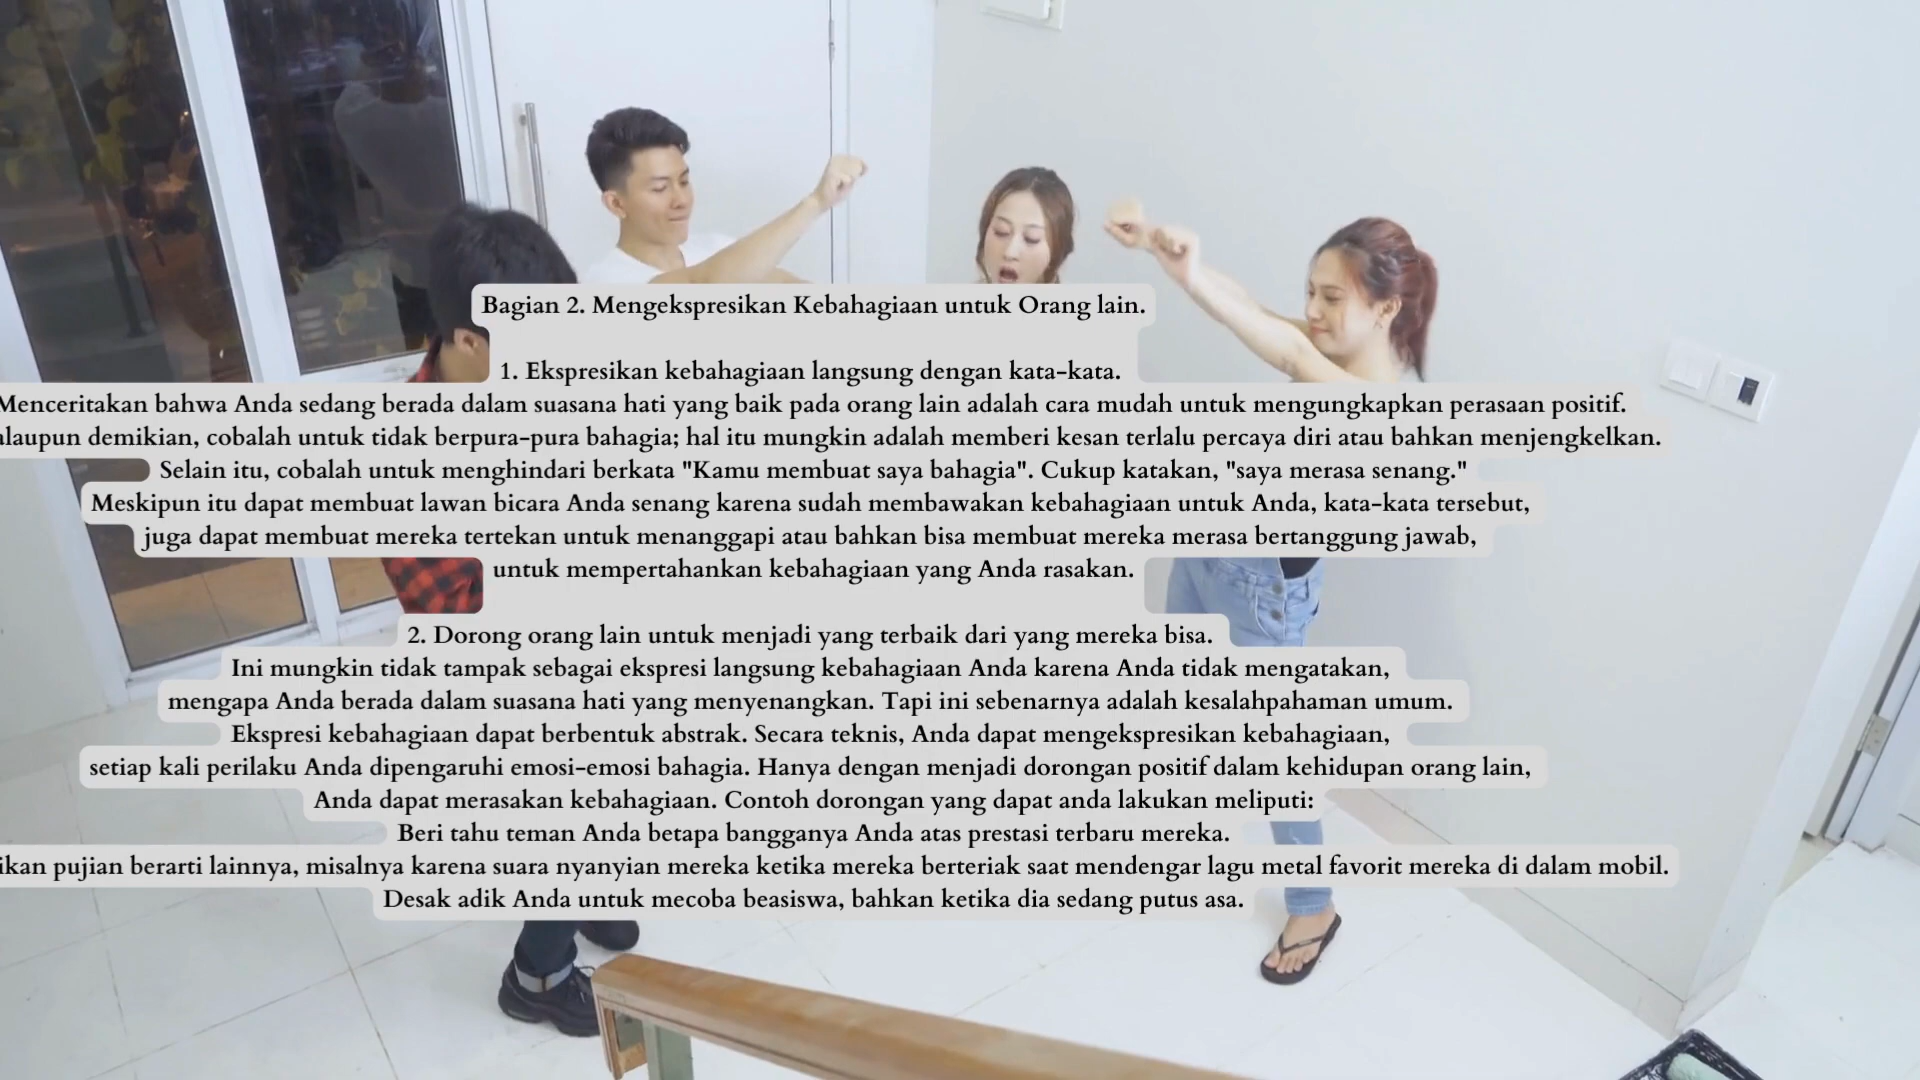 Bagian 2. Mengekspresikan Kebahagiaan untuk Orang lain.
1. Ekspresikan kebahagiaan langsung dengan kata-kata.
Menceritakan bahwa Anda sedang berada dalam suasana hati yang baik pada orang lain adalah cara mudah untuk mengungkapkan perasaan positif.
demikian, cobalah untuk tidak berpura-pura bahagia; hal itu mungkin adalah memberi kesan terlalu percaya diri atau bahkan menjengkelkan.
Selain itu, cobalah untuk menghindari berkata "Kamu membuat saya bahagia". Cukup katakan, "saya merasa senang."
Meskipun itu dapat membuat lawan bicara Anda senang karena sudah membawakan kebahagiaan untuk Anda, kata-kata tersebut,
juga dapat membuat mereka tertekan untuk menanggapi atau bahkan bisa membuat mereka merasa bertanggung jawab,
untuk mempertahankan kebahagiaan yang Anda rasakan.
2. Dorong orang lain untuk menjadi yang terbaik dari yang mereka bisa.
Ini mungkin tidak tampak sebagai ekspresi langsung kebahagiaan Anda karena Anda tidak mengatakan,
mengapa Anda berada dalam suasana hati yang menyenangkan. Tapi ini sebenarnya adalah kesalahpahaman umum.
Ekspresi kebahagiaan dapat berbentuk abstrak. Secara teknis, Anda dapat mengekspresikan kebahagiaan,
setiap kali perilaku Anda dipengaruhi emosi-emosi bahagia. Hanya dengan menjadi dorongan positif dalam kehidupan orang lain,
Anda dapat merasakan kebahagiaan. Contoh dorongan yang dapat anda lakukan meliputi:
Beri tahu teman Anda betapa bangganya Anda atas prestasi terbaru mereka.
pujian berarti lainnya, misalnya karena suara nyanyian mereka ketika mereka berteriak saat mendengar lagu metal favorit mereka di dalam mobil.
Desak adik Anda untuk mecoba beasiswa, bahkan ketika dia sedang putus asa.